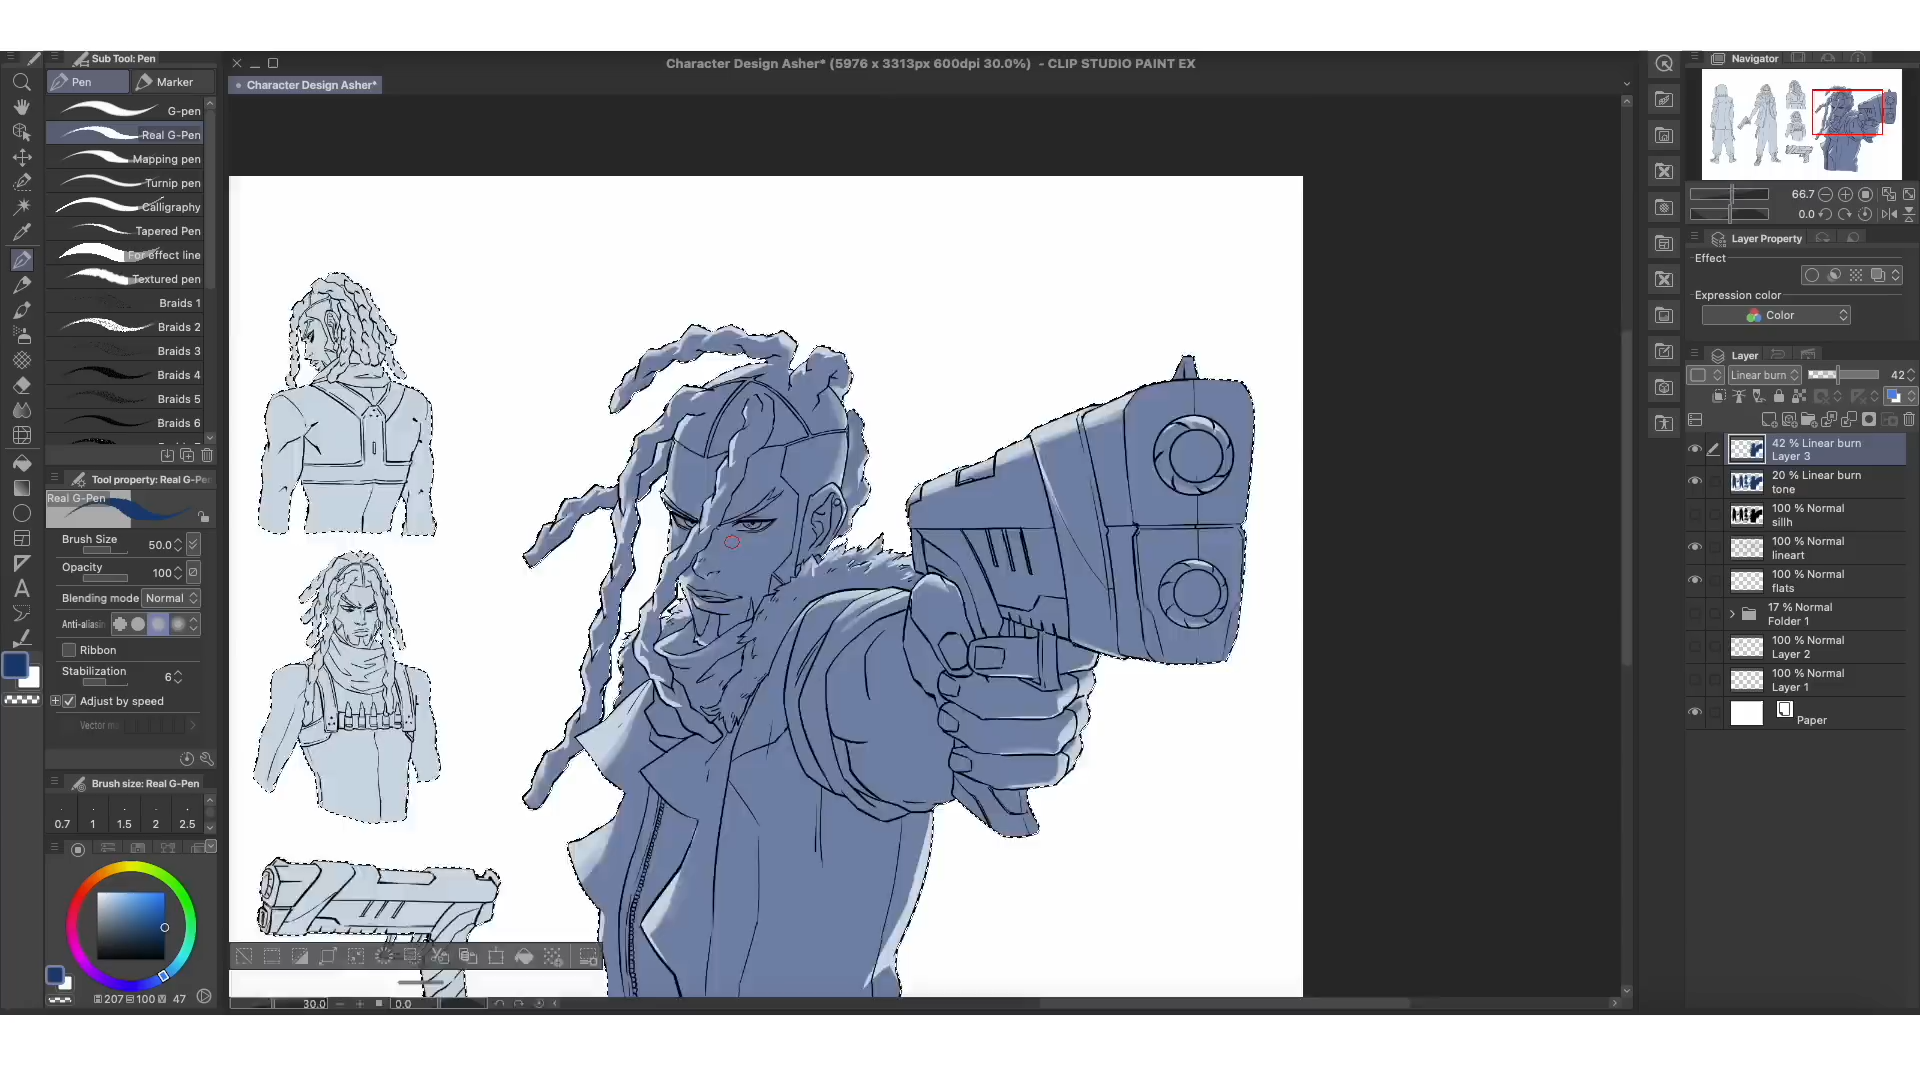 Sub Tool: Pen
Pen
Marker
G-pen
Real G-Pen
Mapping pen
Turnip pen
Calligraphy
Tapered Pen
For effect line
Textured pen
Braids 1
Braids 2
Braids 3
Braids 4
Braids 5
Braids 6
Tool property: Real G-Pe
Real G-Pen
Brush Size 50.0
Opacity 100
Blending mode Normal
Anti-aliasin
Ribbon
Stabilization
6
Adjust by speed
Brush size: Real G-Pen
0.7 1 1.5 2 2.5
207 100 47
Character Design Asher* (5976 x 3313px 600dpi 30.0%) - CLIP STUDIO PAINT EX
Character Design Asher*
30.0 0.0
Navigator
66.7
0.0
Layer Property
Effect
Expression color
Color
Layer
Linear burn 42
42 % Linear burn
Layer 3
20 % Linear burn
tone
100 % Normal
sillh
100 % Normal
lineart
100 % Normal
flats
17 % Normal
Folder 1
100 % Normal
Layer 2
100 % Normal
Layer 1
Paper